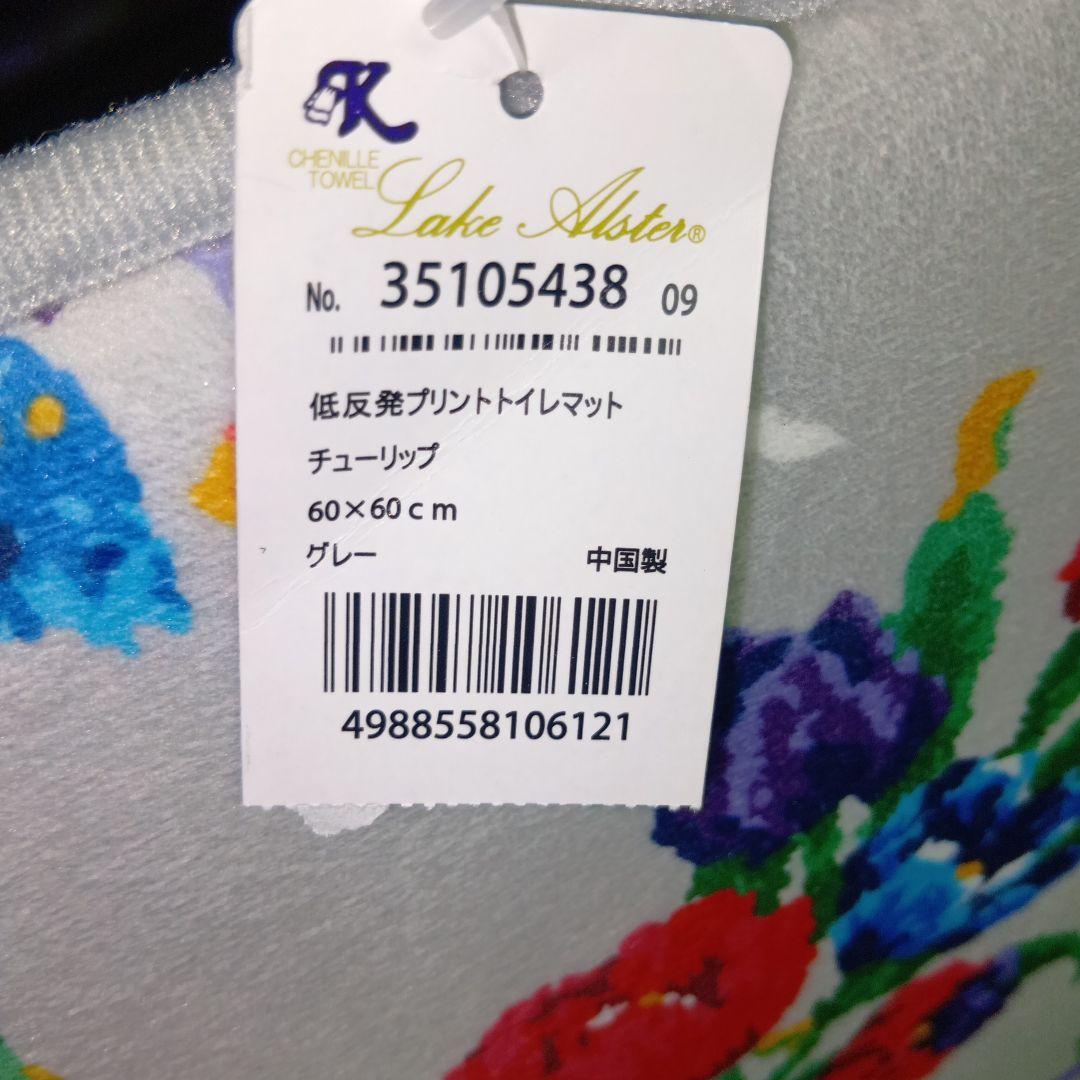 K
CHENILLE
TOWEL
Lake Alster®
No. 35105438 09
低反発プリントトイレマット
チューリップ
60×60cm
グレー 中国製
4988558106121